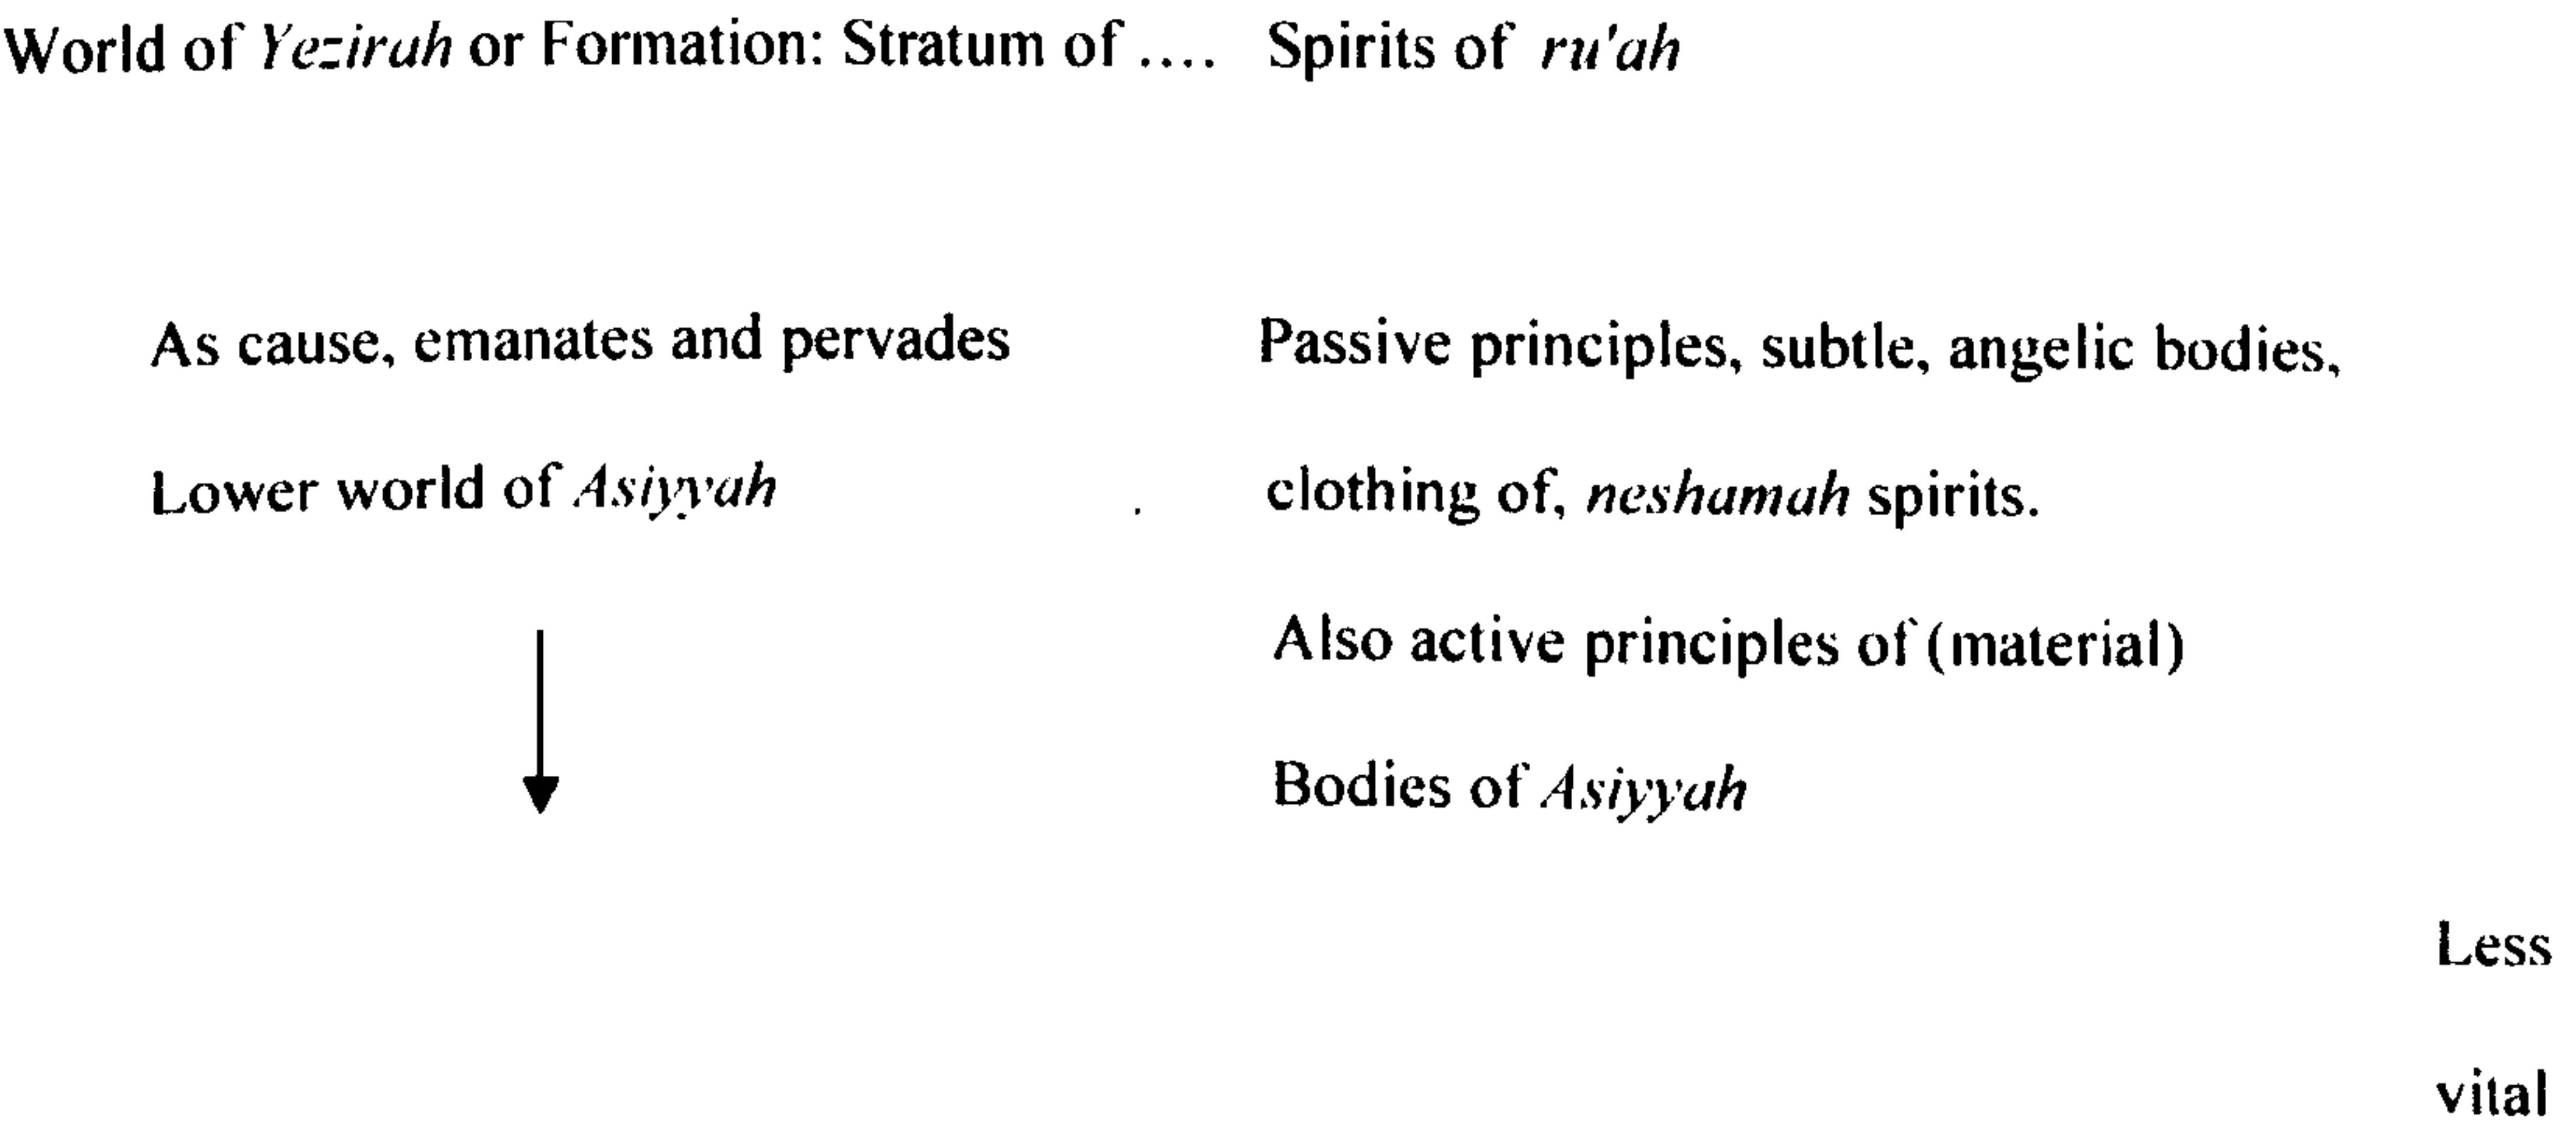 World of Yezirah or Formation: Stratum of .... Spirits of ru'ah
As cause, emanates and pervades
Lower world of Asiyyah
Passive principles, subtle, angelic bodies,
clothing of, neshamah spirits.
Also active principles of (material)
Bodies of Asiyyah
Less
vital